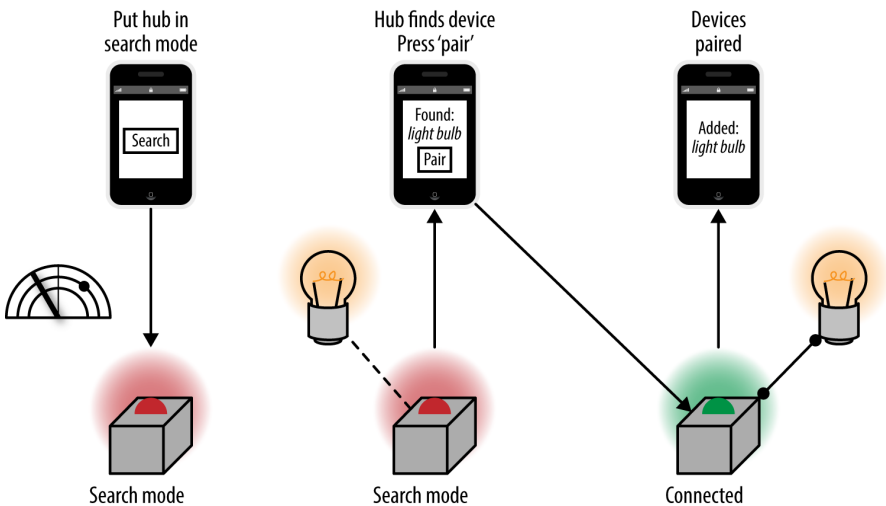 Put hub in
search mode
Search
Search mode
Hub finds device
Press ‘pair’
Found:
light bulb
Pair
Search mode
Devices
paired
Added:
light bulb
Connected